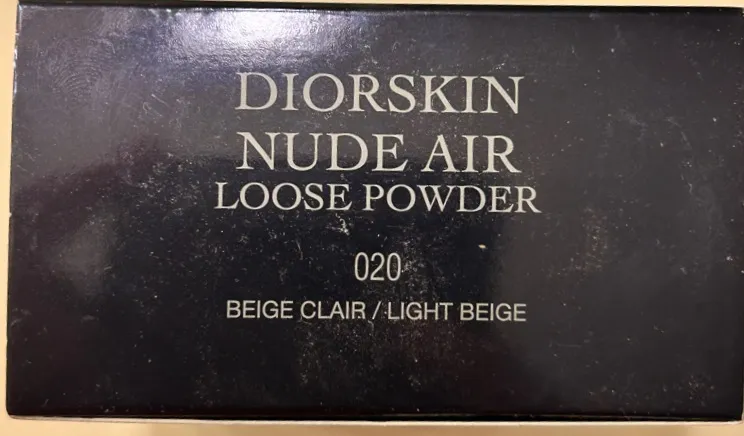 DIORSKIN
NUDE AIR
LOOSE POWDER
020
BEIGE CLAIR / LIGHT BEIGE